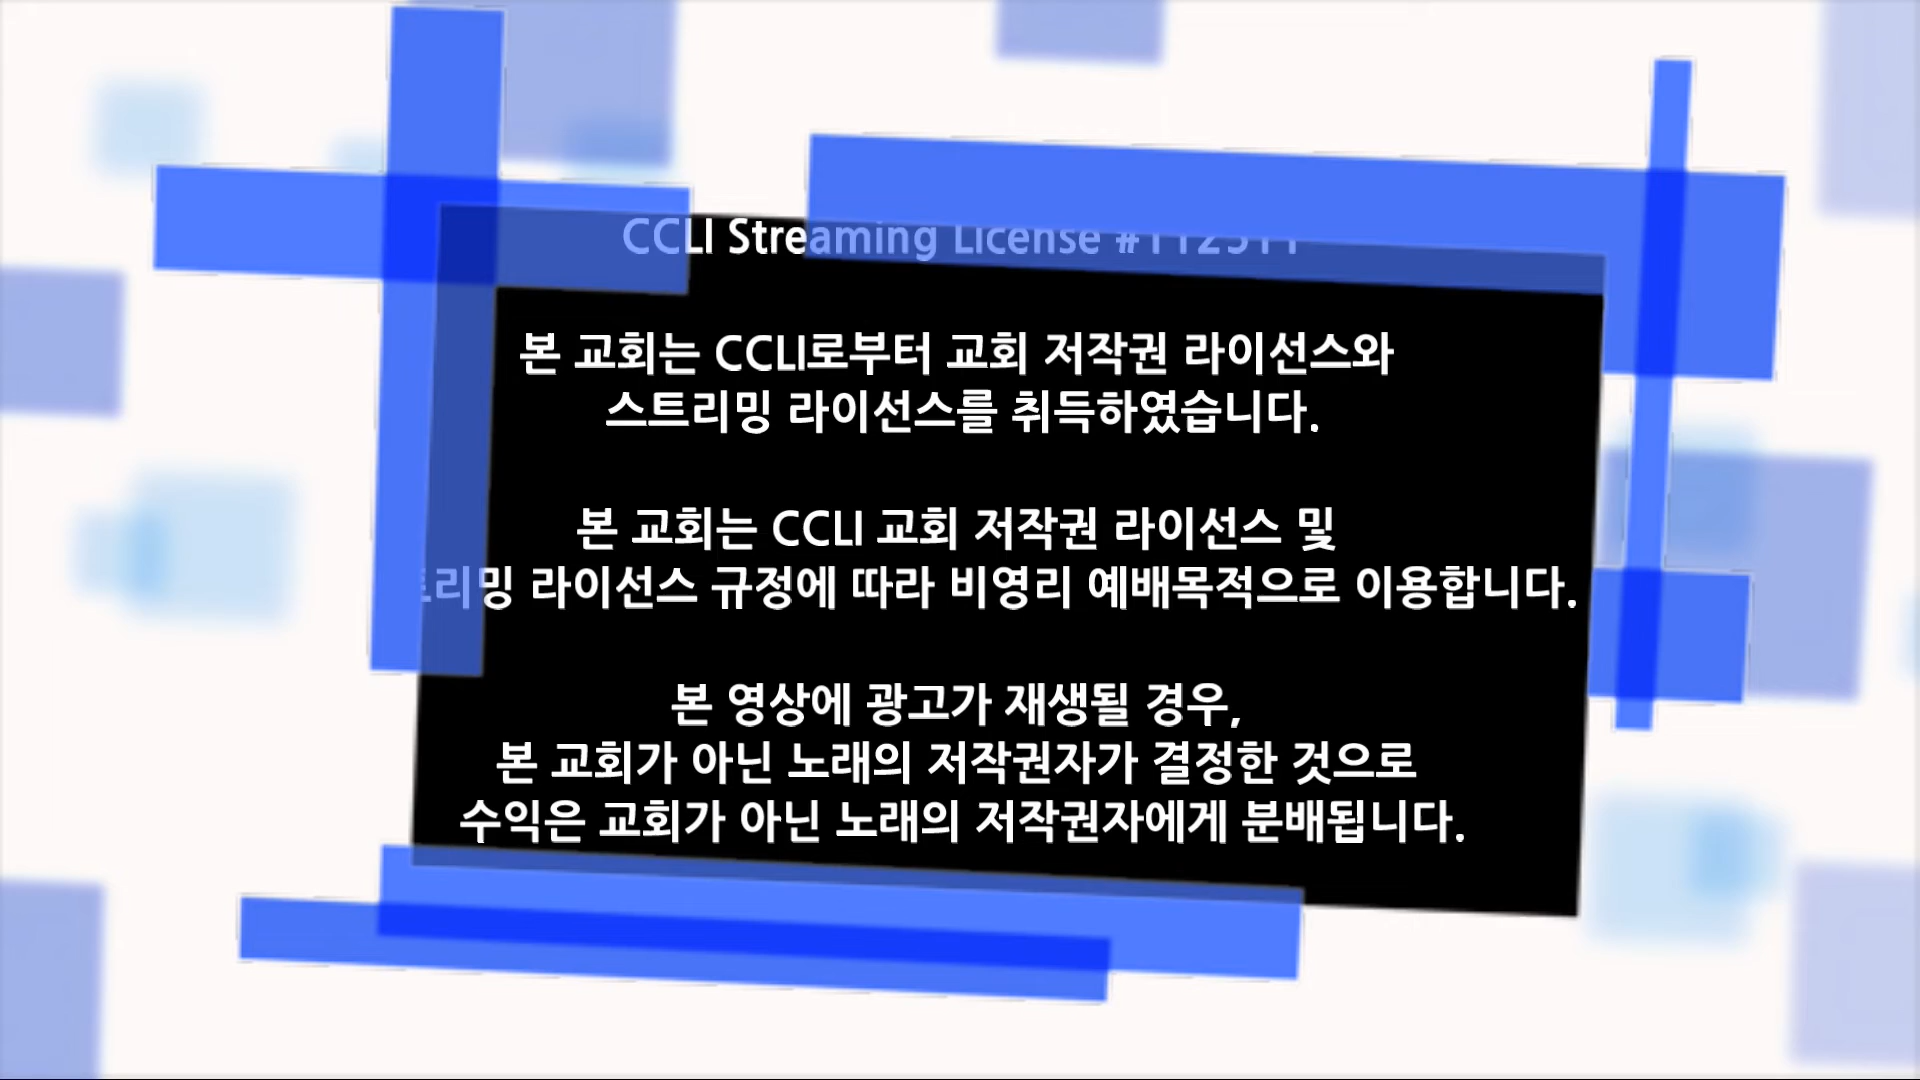 CCLI Streaming License
본 교회는 CCLI로부터 교회 저작권 라이선스와
스트리밍 라이선스를 취득하였습니다.
본 교회는 CCLI 교회 저작권 라이선스 및
트리밍 라이선스 규정에 따라 비영리 예배목적으로 이용합니다.
본 영상에 광고가 재생될 경우,
본 교회가 아닌 노래의 저작권자가 결정한 것으로
수익은 교회가 아닌 노래의 저작권자에게 분배됩니다.